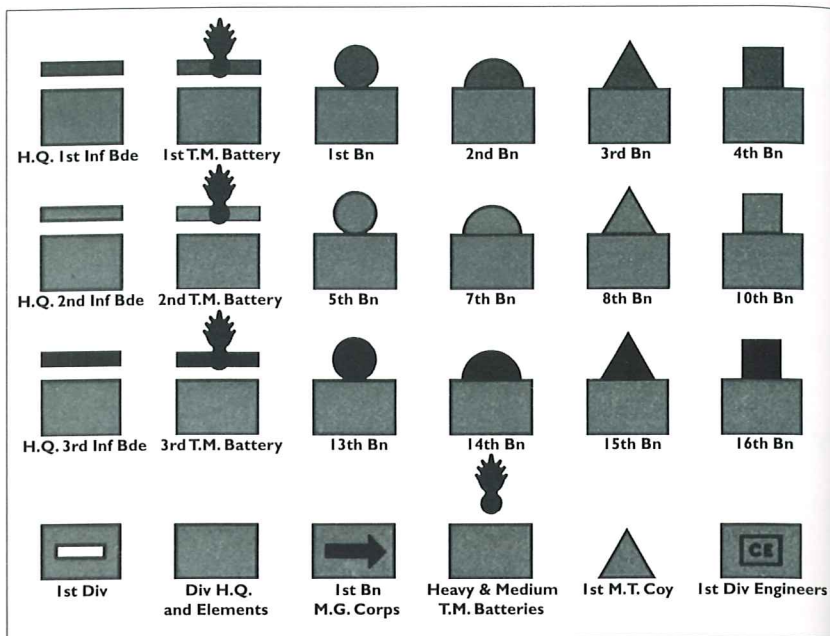 H.Q. 1st Inf Bde 1st T.M. Battery 1st Bn 2nd Bn 3rd Bn 4th Bn
H.Q. 2nd Inf Bde 2nd T.M. Battery 5th Bn 7th Bn 8th Bn 10th Bn
H.Q. 3rd Inf Bde 3rd T.M. Battery 13th Bn 14th Bn 15th Bn 16th Bn
CE
1st Div Div H.Q. 1st Bn Heavy & Medium 1st M.T. Coy 1st Div Engineers
and Elements M.G. Corps T.M. Batteries